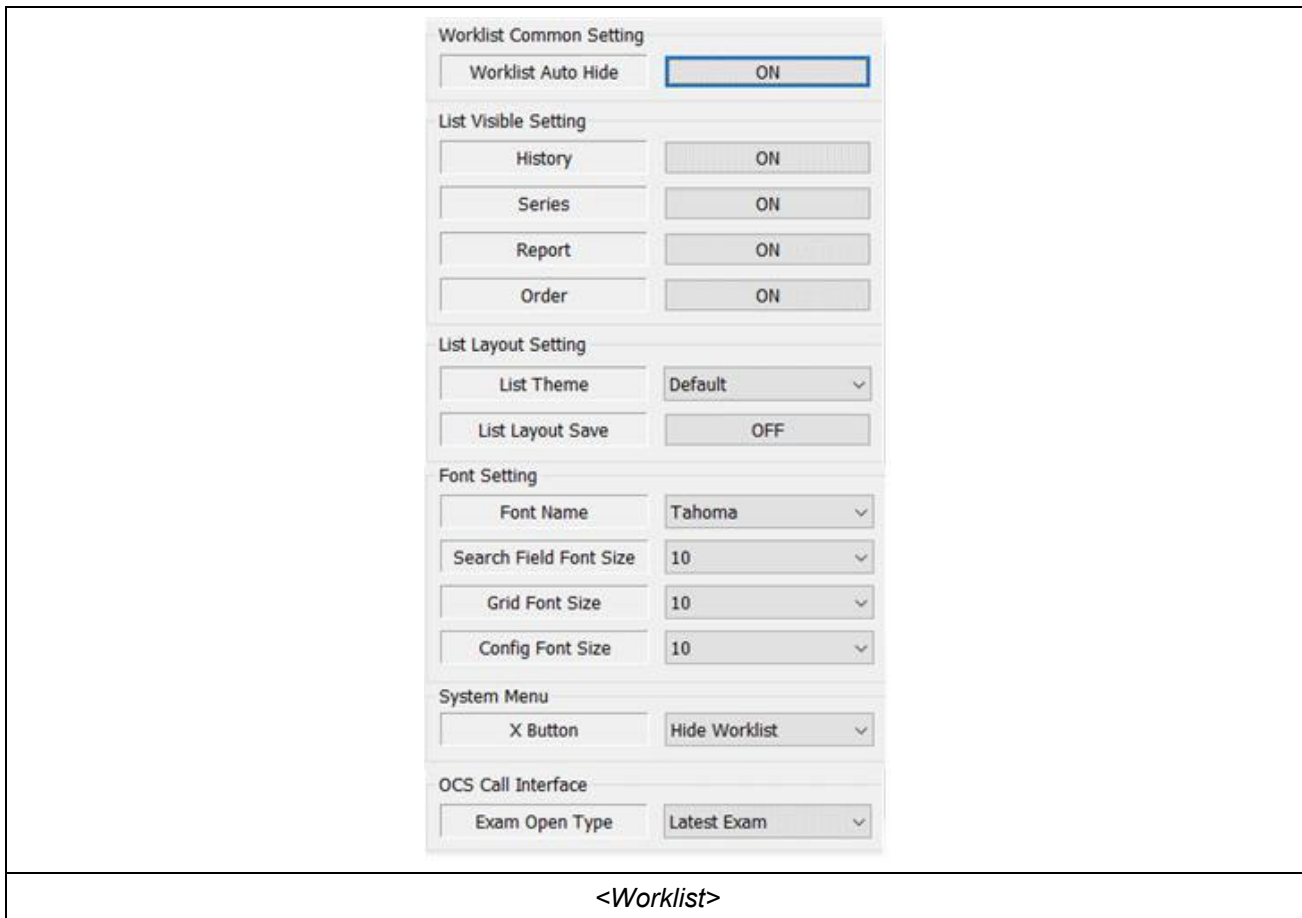 Worklist Common Setting
Worklist Auto Hide ON
List Visible Setting
History ON
Series ON
Report ON
Order ON
List Layout Setting
List Theme Default
List Layout Save OFF
Font Setting
Font Name Tahoma
Search Field Font Size 10
Grid Font Size 10
Config Font Size 10
System Menu
X Button Hide Worklist
OCS Call Interface
Exam Open Type Latest Exam
<Worklist>